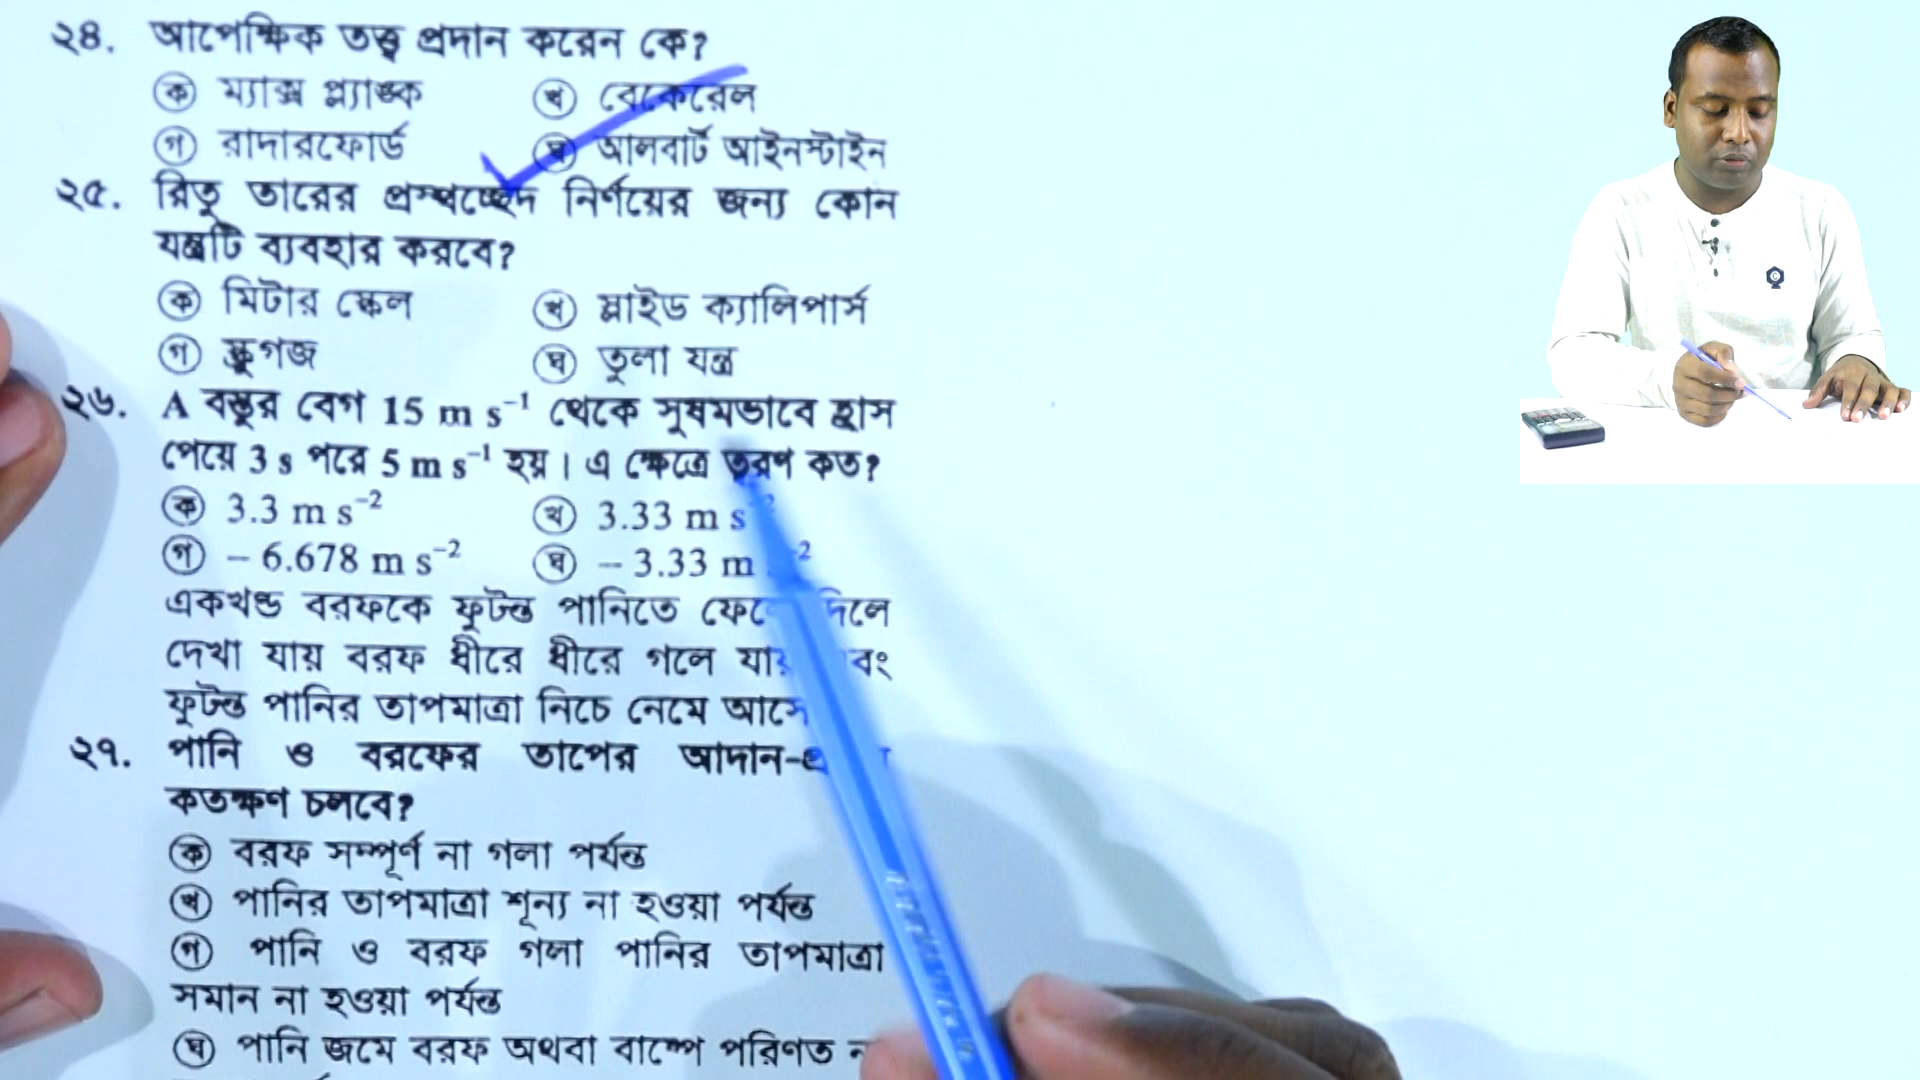 ২৪. আপেক্ষিক তত্ত্ব প্রদান করেন কে?
ক ম্যাক্স প্ল্যাঙ্ক খ বেকেরেল
গ রাদারফোর্ড ঘ আলবার্ট আইনস্টাইন
২৫. রিতু তারের প্রস্থচ্ছেদ নির্ণয়ের জন্য কোন
যন্ত্রটি ব্যবহার করবে?
ক মিটার স্কেল খ স্লাইড ক্যালিপার্স
গ স্ক্রুগজ ঘ তুলা যন্ত্র
২৬. A বস্তুর বেগ 15 m s⁻¹ থেকে সুষমভাবে হ্রাস
পেয়ে 3 s পরে 5 m s⁻¹ হয়। এ ক্ষেত্রে ত্বরণ কত?
ক 3.3 m s⁻² খ 3.33 m s⁻²
গ – 6.678 m s⁻² ঘ – 3.33 m
একখণ্ড বরফকে ফুটন্ত পানিতে দিলে
দেখা যায় বরফ ধীরে ধীরে গলে
ফুটন্ত পানির তাপমাত্রা নিচে নেমে আসে
২৭. পানি ও বরফের তাপের আদান-
কতক্ষণ চলবে?
ক বরফ সম্পূর্ণ না গলা পর্যন্ত
খ পানির তাপমাত্রা শূন্য না হওয়া পর্যন্ত
গ পানি ও বরফ গলা পানির তাপমাত্রা
সমান না হওয়া পর্যন্ত
ঘ পানি জমে বরফ অথবা বাষ্পে পরিণত